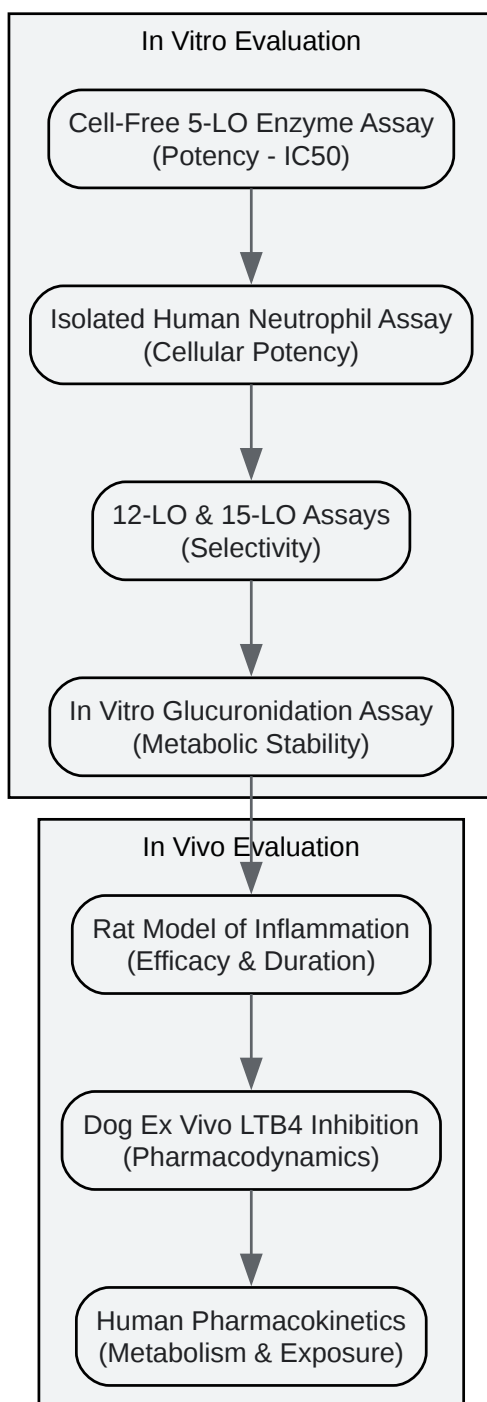 In Vitro Evaluation
Cell-Free 5-LO Enzyme Assay
(Potency - IC50)
Isolated Human Neutrophil Assay
(Cellular Potency)
12-LO & 15-LO Assays
(Selectivity)
In Vitro Glucuronidation Assay
(Metabolic Stability)
In Vivo Evaluation
Rat Model of Inflammation
(Efficacy & Duration)
Dog Ex Vivo LTB4 Inhibition
(Pharmacodynamics)
Human Pharmacokinetics
(Metabolism & Exposure)